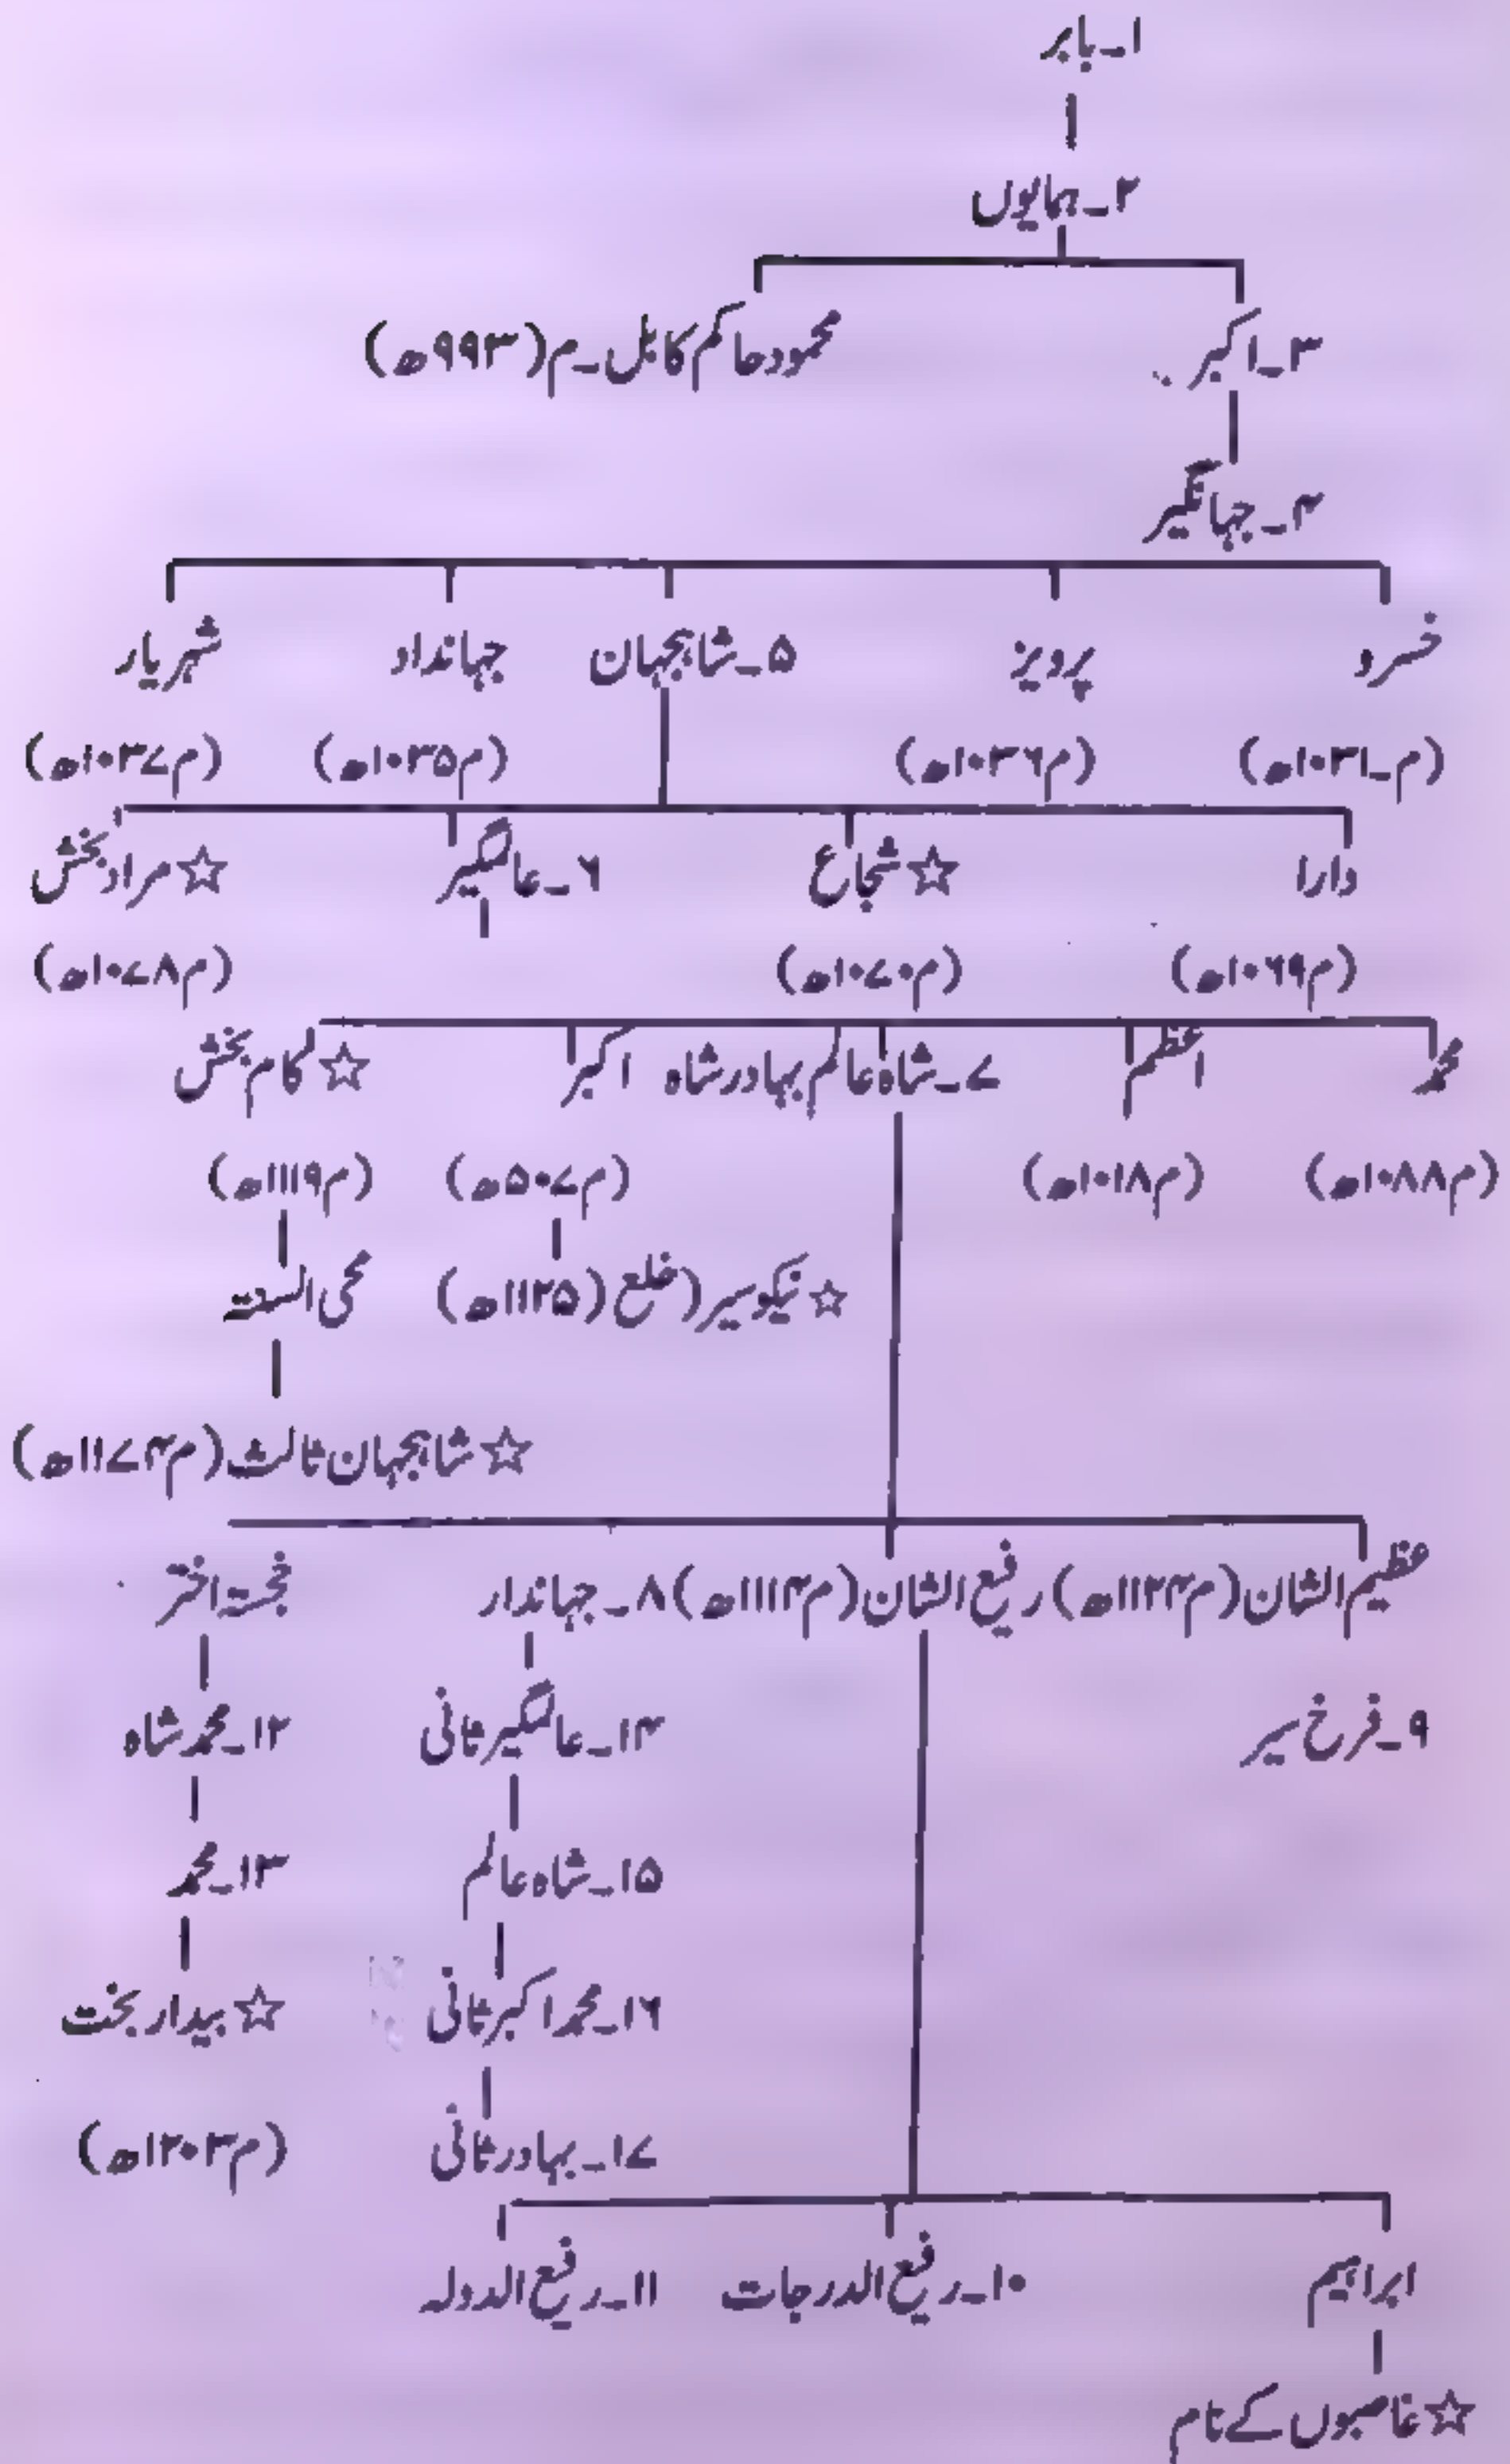 ۱۔بابر
۲۔ہمایوں
۳۔اکبر محمود حاکم کابل۔م(۹۹۳ھ)
۴۔جہانگیر
خسرو پرویز ۵۔شاہجہان جہانداد شہریار
(م۔۱۰۳۱ھ) (م۱۰۳۶ھ) (م۱۰۳۵ھ) (م۱۰۳۷ھ)
دارا ☆شجاع ۶۔عالمگیر ☆مراد بخش
(م۱۰۶۹ھ) (م۱۰۷۰ھ) (م۱۰۷۸ھ)
محمد اعظم ۷۔شاہ عالم بہادر شاہ اکبر ☆کام بخش
(م۱۰۸۸ھ) (م۱۰۱۸ھ) (م۵۰۷ھ) (م۱۱۱۹ھ)
☆نیکوسیر(خلع(۱۱۲۵ھ) محی السنتہ
☆شاہجہان ثالث(م۱۱۷۴ھ)
عظیم الشان(م۱۱۲۴ھ) رفیع الشان(م۱۱۱۴ھ) ۸۔جہاندار خجستہ اختر
۹۔فرخ سیر ۱۴۔عالمگیر ثانی ۱۲۔محمد شاہ
۱۵۔شاہ عالم ۱۳۔محمد
۱۶۔محمد اکبر ثانی ☆بیدار بخت
۱۷۔بہادر ثانی (م۱۲۰۳ھ)
ابراہیم ۱۰۔رفیع الدرجات ۱۱۔رفیع الدولہ
☆غاصبوں کے نام